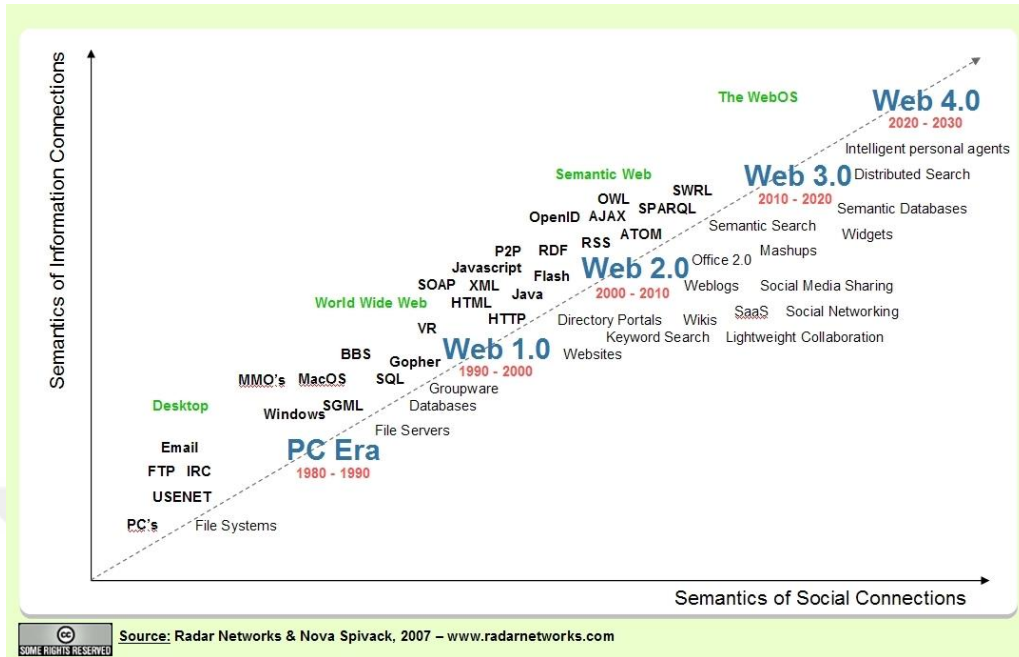 Semantics of Information Connections
The WebOS
Web 4.0
2020 - 2030
Intelligent personal agents
Semantic Web
Web 3.0
Distributed Search
2010 - 2020
SWRL
OWL
SPARQL
Semantic Databases
OpenID
AJAX
Semantic Search
Widgets
ATOM
RSS
Mashups
P2P
RDF
Office 2.0
Javascript
Web 2.0
Flash
SOAP
XML
Weblogs
Social Media Sharing
Java
2000 - 2010
World Wide Web
HTML
SaaS
Social Networking
HTTP
Directory Portals
Wikis
VR
Keyword Search
Lightweight Collaboration
Web 1.0
BBS
Websites
Gopher
1990 - 2000
MMO's
MacOS
SQL
Groupware
Desktop
SGML
Databases
Windows
File Servers
Email
PC Era
FTP
IRC
1980 - 1990
USENET
PC's
File Systems
Semantics of Social Connections
cc
SOME RIGHTS RESERVED
Source: Radar Networks & Nova Spivack, 2007 – www.radarnetworks.com